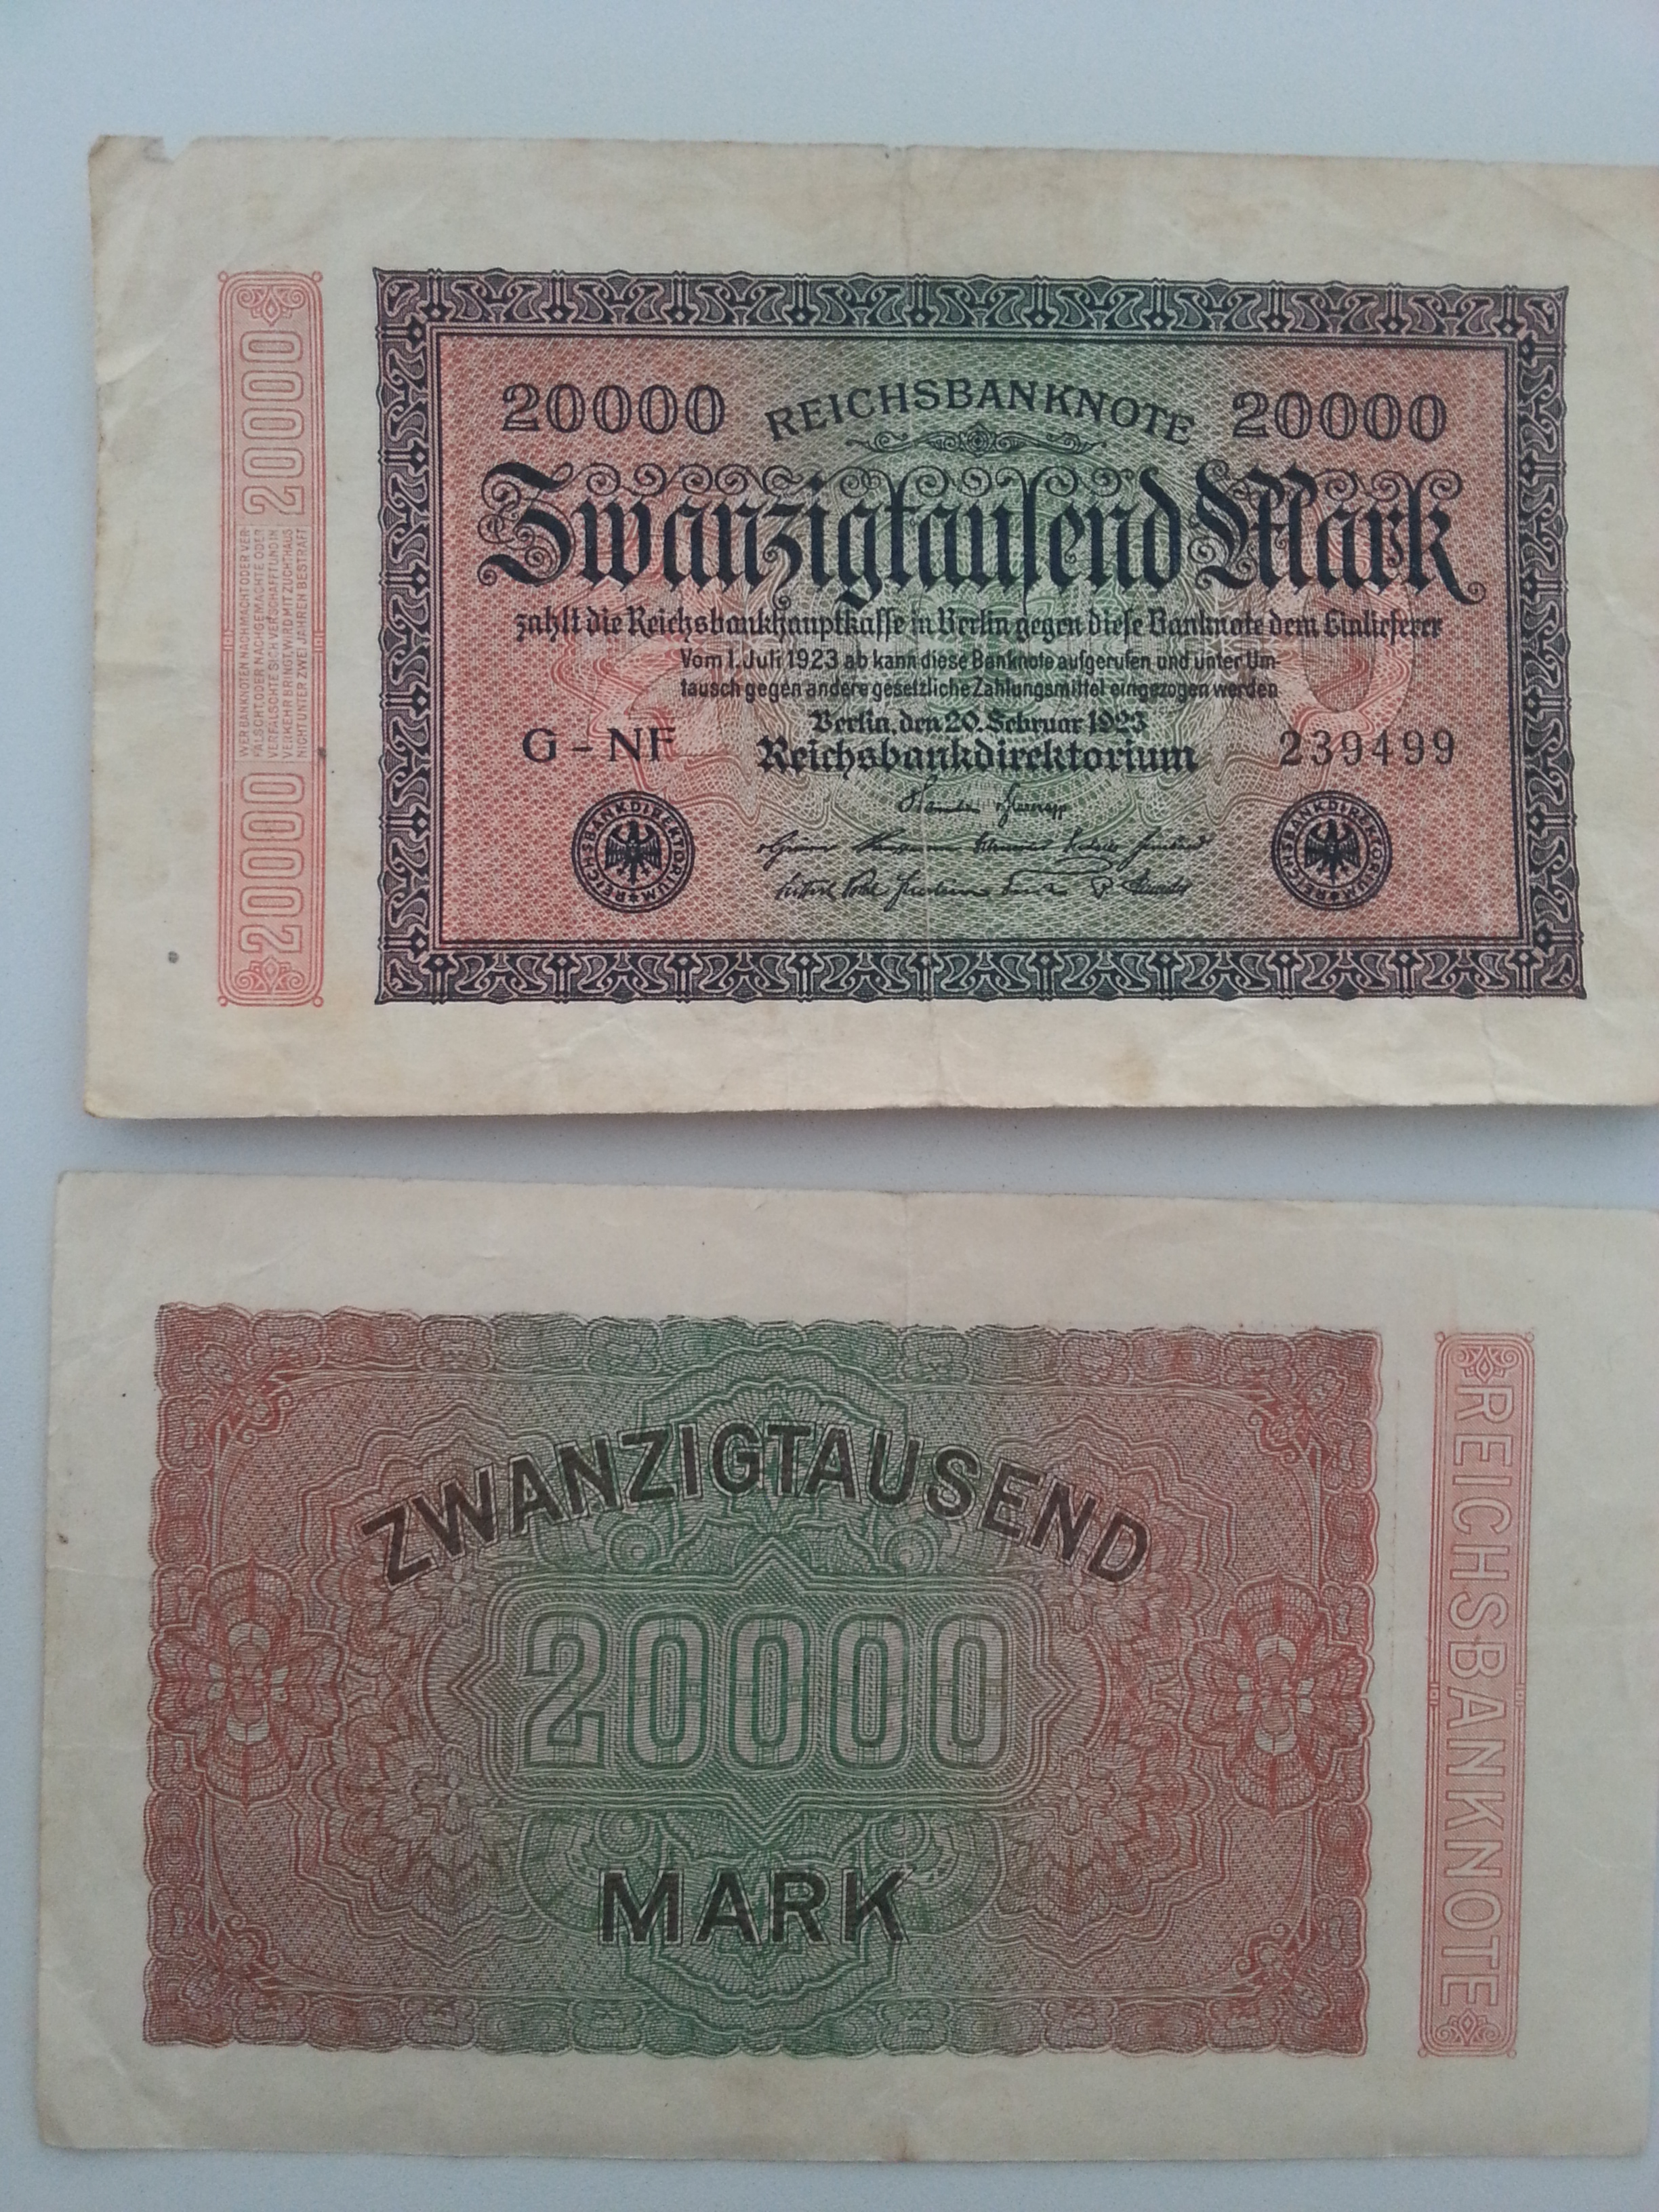 20000 REICHSBANKNOTE 20000
Zwanzigtausend Mark
zahlt die Reichsbankhauptkasse in Berlin gegen diese Banknote dem Einlieferer
Vom 1. Juli 1923 ab kann diese Banknote aufgerufen und unter Um-
tausch gegen andere gesetzliche Zahlungsmittel eingezogen werden
Berlin, den 20. Februar 1923
G-NF Reichsbankdirektorium 239499
REICHSBANKDIREKTORIUM
REICHSBANKDIREKTORIUM
20000
WER BANKNOTEN NACHMACHT ODER VER-
FÄLSCHT, ODER NACHGEMACHTE ODER
VERFÄLSCHTE SICH VERSCHAFFT UND IN
VERKEHR BRINGT, WIRD MIT ZUCHTHAUS
NICHT UNTER ZWEI JAHREN BESTRAFT
20000
ZWANZIGTAUSEND
20000
MARK
REICHSBANKNOTE